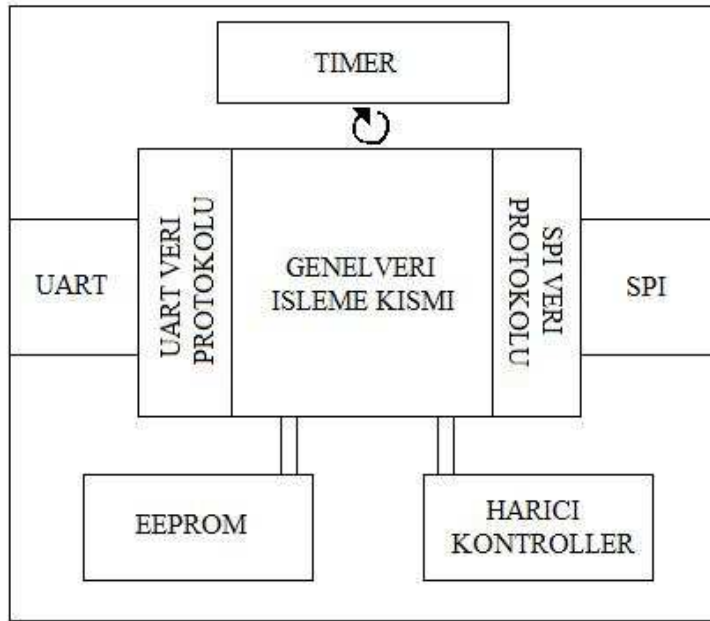 TIMER
UART
UART VERI
PROTOKOLU
GENELVERI
ISLEME KISMI
SPI VERI
PROTOKOLU
SPI
EEPROM
HARICI
KONTROLLER